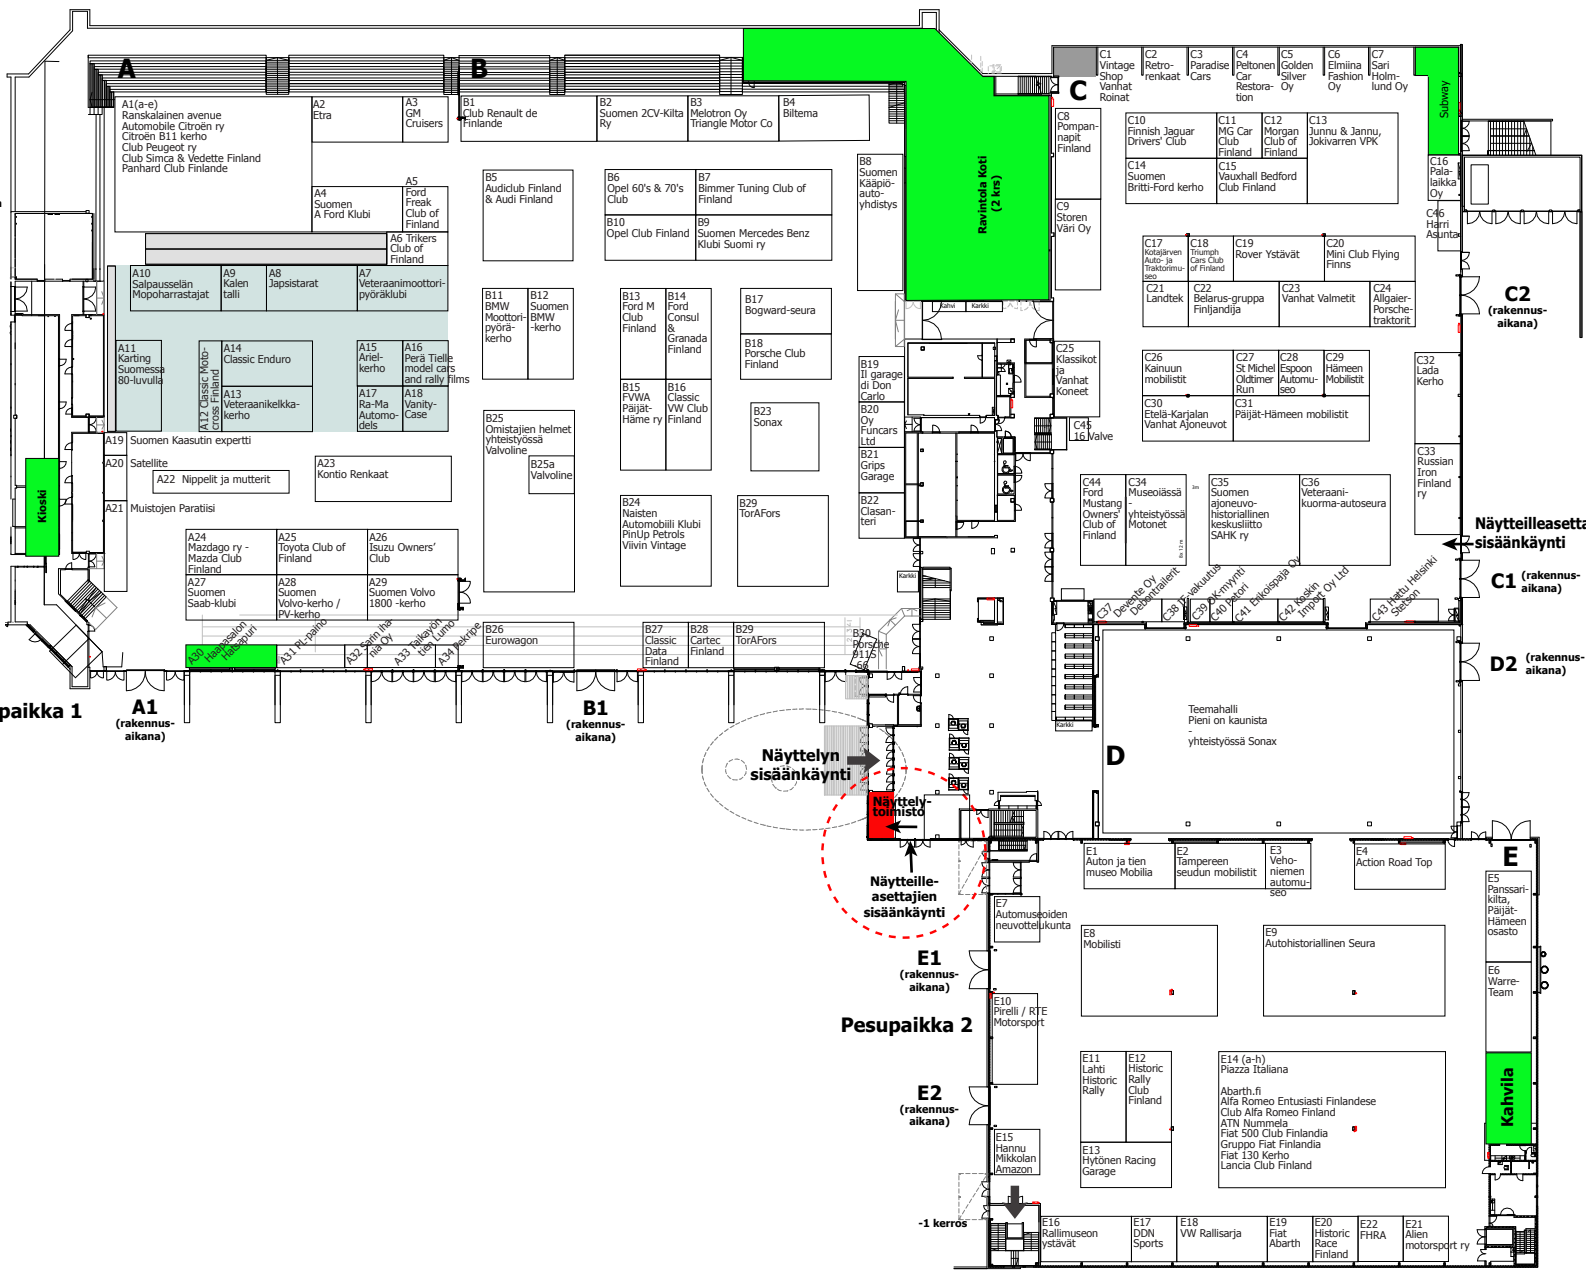 A
B
C
A1(a-e)
Ranskalainen avenue
Automobile Citroën ry
Citroën B11 kerho
Club Peugeot ry
Club Simca & Vedette Finland
Panhard Club Finlande
A2
Etra
A3
GM
Cruisers
A4
Suomen
A Ford Klubi
A5
Ford
Freak
Club of
Finland
A6 Trikers
Club of
Finland
A10
Salpausselän
Mopoharrastajat
A9
Kalen
talli
A8
Japsistarat
A7
Veteraanimoottori-
pyöräklubi
A11
Karting
Suomessa
80-luvulla
A12 Classic Moto-
cross Finland
A14
Classic Enduro
A13
Veteraanikelkka-
kerho
A15
Ariel-
kerho
A16
Perä Tielle
model cars
and rally films
A17
Ra-Ma
Automo-
dels
A18
Vanity-
Case
A19 Suomen Kaasutin expertti
A20 Satellite
A22 Nippelit ja mutterit
A23
Kontio Renkaat
A21 Muistojen Paratiisi
Kioski
A24
Mazdago ry -
Mazda Club
Finland
A25
Toyota Club of
Finland
A26
Isuzu Owners'
Club
A27
Suomen
Saab-klubi
A28
Suomen
Volvo-kerho /
PV-kerho
A29
Suomen Volvo
1800 -kerho
A30 Haapasalon
Hatsapuri
A31 PL-paino
A32 Sarin iha-
nia Oy
A33 Taikayön
tien Lumo
A34 Pekripe
paikka 1
A1
(rakennus-
aikana)
B1
(rakennus-
aikana)
B1
Club Renault de
Finlande
B2
Suomen 2CV-Kilta
Ry
B3
Melotron Oy
Triangle Motor Co
B4
Biltema
B5
Audiclub Finland
& Audi Finland
B6
Opel 60's & 70's
Club
B7
Bimmer Tuning Club of
Finland
B10
Opel Club Finland
B9
Suomen Mercedes Benz
Klubi Suomi ry
B8
Suomen
Kääpiö-
auto-
yhdistys
B11
BMW
Moottori-
pyörä-
kerho
B12
Suomen
BMW
-kerho
B13
Ford M
Club
Finland
B14
Ford
Consul
&
Granada
Finland
B15
FVWA
Päijät-
Häme ry
B16
Classic
VW Club
Finland
B17
Bogward-seura
B18
Porsche Club
Finland
B19
Il garage
di Don
Carlo
B20
Oy
Funcars
Ltd
B21
Grips
Garage
B22
Clasan-
teri
B23
Sonax
B25
Omistajien helmet
yhteistyössä
Valvoline
B25a
Valvoline
B24
Naisten
Automobiili Klubi
PinUp Petrols
Viivin Vintage
B29
TorAFors
B26
Eurowagon
B27
Classic
Data
Finland
B28
Cartec
Finland
B29
TorAFors
B30
Porsche
911S
-66
Ravintola Koti
(2 krs)
Kahvi
Karkki
Karkki
Karkki
C1
Vintage
Shop
Vanhat
Roinat
C2
Retro-
renkaat
C3
Paradise
Cars
C4
Peltonen
Car
Restora-
tion
C5
Golden
Silver
Oy
C6
Elmiina
Fashion
Oy
C7
Sari
Holm-
lund Oy
Subway
C8
Pompan-
napit
Finland
C9
Storen
Väri Oy
C10
Finnish Jaguar
Drivers' Club
C11
MG Car
Club
Finland
C12
Morgan
Club of
Finland
C13
Junnu & Jannu,
Jokivarren VPK
C14
Suomen
Britti-Ford kerho
C15
Vauxhall Bedford
Club Finland
C16
Pala-
laikka
Oy
C46
Harri
Asunta
C17
Kotajärven
Auto- ja
Traktorimu-
seo
C18
Triumph
Cars Club
of Finland
C19
Rover Ystävät
C20
Mini Club Flying
Finns
C21
Landtek
C22
Belarus-gruppa
Finljandija
C23
Vanhat Valmetit
C24
Allgaier-
Porsche-
traktorit
C2
(rakennus-
aikana)
C25
Klassikot
ja
Vanhat
Koneet
C26
Kainuun
mobilistit
C27
St Michel
Oldtimer
Run
C28
Espoon
Automu-
seo
C29
Hämeen
Mobilistit
C30
Etelä-Karjalan
Vanhat Ajoneuvot
C31
Päijät-Hämeen mobilistit
C32
Lada
Kerho
C45
16 Valve
C33
Russian
Iron
Finland
ry
C44
Ford
Mustang
Owners'
Club of
Finland
C34
Museoiässä
-
yhteistyössä
Motonet
3m
8x 12 m
C35
Suomen
ajoneuvo-
historiallinen
keskusliitto
SAHK ry
C36
Veteraani-
kuorma-autoseura
Näytteilleasetta
sisäänkäynti
C1 (rakennus-
aikana)
C37 Devente Oy
Debontrailerit
C38 IF-vakuutus
C39 OK-myynti
C40 Petori
C41 Erikoispaja Oy
C42 Koskin
Import Oy Ltd
C43 Hattu Helsinki
Stetson
D2 (rakennus-
aikana)
D
Teemahalli
Pieni on kaunista
-
yhteistyössä Sonax
Näyttelyn
sisäänkäynti
Näyttely-
toimisto
Näytteille-
asettajien
sisäänkäynti
E
E1
Auton ja tien
museo Mobilia
E2
Tampereen
seudun mobilistit
E3
Veho-
niemen
automu-
seo
E4
Action Road Top
E5
Panssari-
kilta,
Päijät-
Hämeen
osasto
E6
Warre-
Team
E7
Automuseoiden
neuvottelukunta
E8
Mobilisti
E9
Autohistoriallinen Seura
E1
(rakennus-
aikana)
Pesupaikka 2
E10
Pirelli / RTE
Motorsport
E2
(rakennus-
aikana)
E11
Lahti
Historic
Rally
E12
Historic
Rally
Club
Finland
E13
Hytönen Racing
Garage
E14 (a-h)
Piazza Italiana
Abarth.fi
Alfa Romeo Entusiasti Finlandese
Club Alfa Romeo Finland
ATN Nummela
Fiat 500 Club Finlandia
Gruppo Fiat Finlandia
Fiat 130 Kerho
Lancia Club Finland
Kahvila
E15
Hannu
Mikkolan
Amazon
-1 kerros
E16
Rallimuseon
ystävät
E17
DDN
Sports
E18
VW Rallisarja
E19
Fiat
Abarth
E20
Historic
Race
Finland
E22
FHRA
E21
Alien
motorsport ry